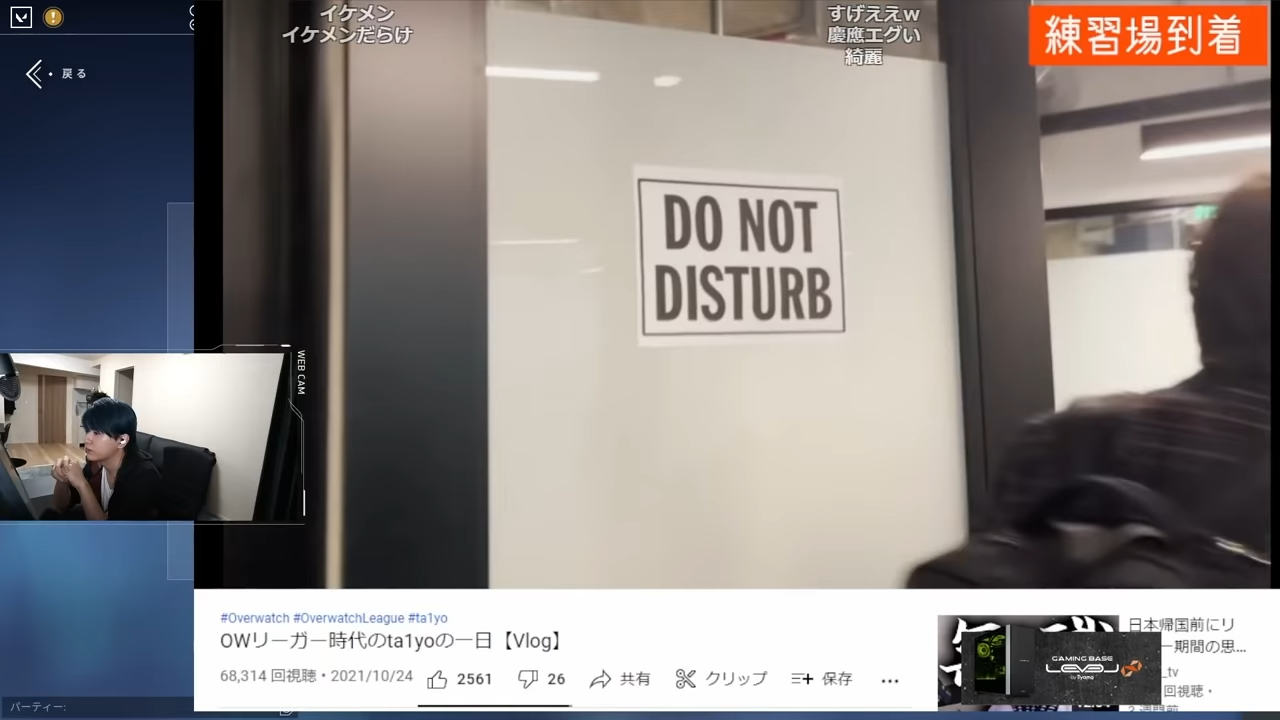 戻る
イケメン
イケメンだらけ
すげええｗ
慶應エグい
綺麗
練習場到着
DO NOT
DISTURB
WEB CAM
#Overwatch #OverwatchLeague #ta1yo
OWリーガー時代のta1yoの一日【Vlog】
68,314 回視聴・2021/10/24
2561
26
共有
クリップ
保存
日本帰国前にリ
ー期間の思...
_tv
回視聴・
GAMING BASE
LEVEL∞
by iiyama
パーティー: